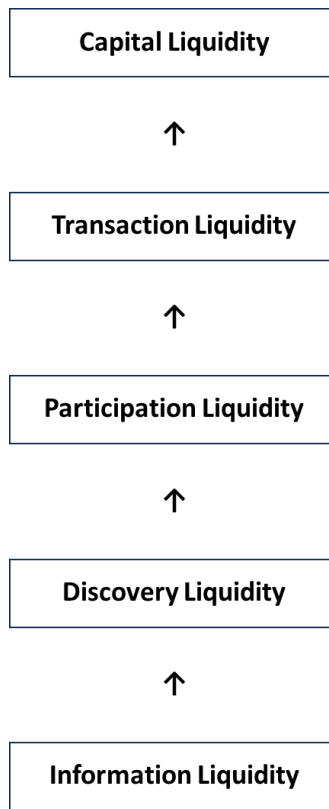 Capital Liquidity
↑
Transaction Liquidity
↑
Participation Liquidity
↑
Discovery Liquidity
↑
Information Liquidity